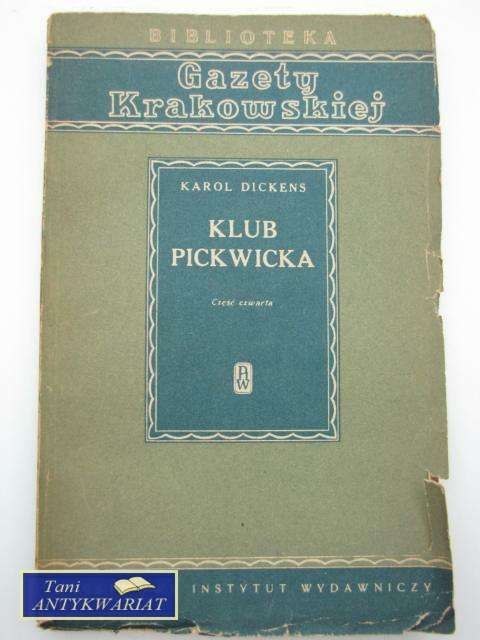 BIBLIOTEKA
Gazety
Krakowskiej
KAROL DICKENS
KLUB
PICKWICKA
Część czwarta
PIW
INSTYTUT WYDAWNICZY
Tani
ANTYKWARIAT